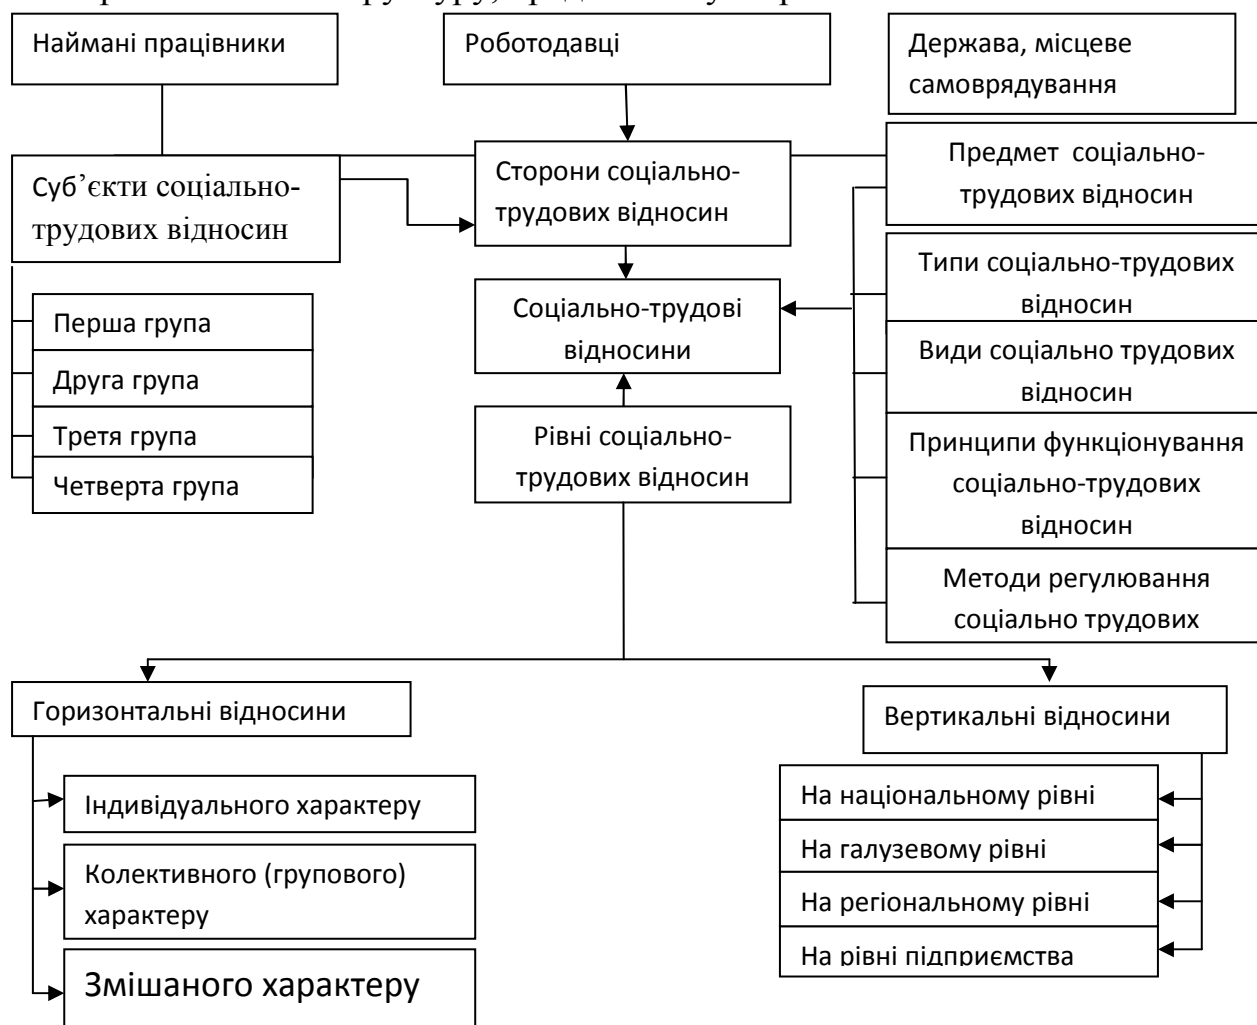 Наймані працівники
Роботодавці
Держава, місцеве
самоврядування
Суб’єкти соціально-
трудових відносин
Сторони соціально-
трудових відносин
Предмет соціально-
трудових відносин
Перша група
Друга група
Третя група
Четверта група
Соціально-трудові
відносини
Типи соціально-трудових
відносин
Види соціально трудових
відносин
Рівні соціально-
трудових відносин
Принципи функціонування
соціально-трудових
відносин
Методи регулювання
соціально трудових
Горизонтальні відносини
Індивідуального характеру
Колективного (групового)
характеру
Змішаного характеру
Вертикальні відносини
На національному рівні
На галузевому рівні
На регіональному рівні
На рівні підприємства